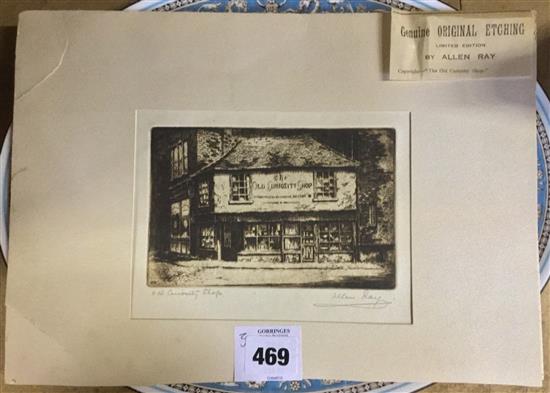 Genuine ORIGINAL ETCHING
LIMITED EDITION
BY ALLEN RAY
Copyright—"The Old Curiosity Shop."
The
OLD CURIOSITY SHOP
Old Curiosity Shop
Allen Ray
GORRINGES
469